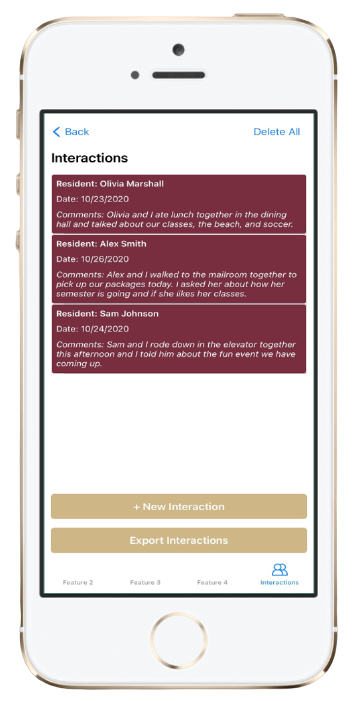 Back
Delete All
Interactions
Resident: Olivia Marshall
Date: 10/23/2020
Comments: Olivia and I ate lunch together in the dining
hall and talked about our classes, the beach, and soccer.
Resident: Alex Smith
Date: 10/26/2020
Comments: Alex and I walked to the mailroom together to
pick up our packages today. I asked her about how her
semester is going and if she likes her classes.
Resident: Sam Johnson
Date: 10/24/2020
Comments: Sam and I rode down in the elevator together
this afternoon and I told him about the fun event we have
coming up.
+ New Interaction
Export Interactions
Feature 2
Feature 3
Feature 4
Interactions